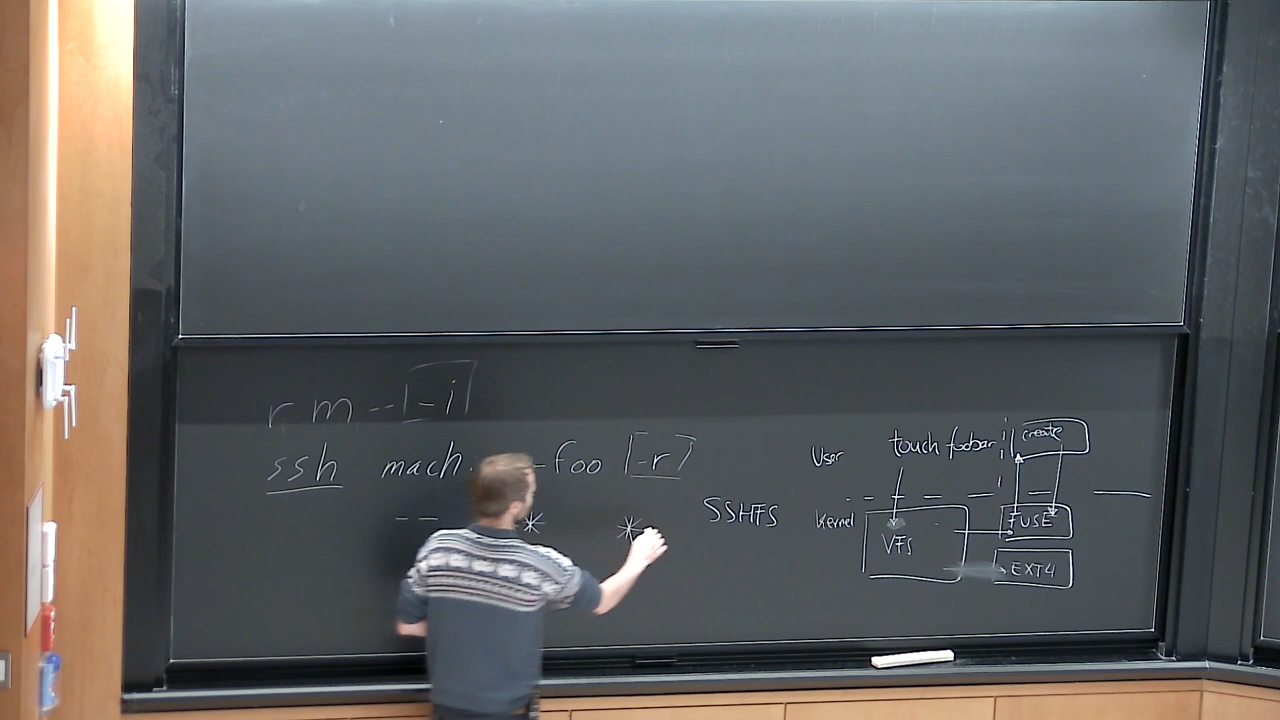 rm -- [-i]
ssh mach. -foo [-r]
-- * *
SSHFS
User touch foobar create
kernel
VFS FUSE
EXT4